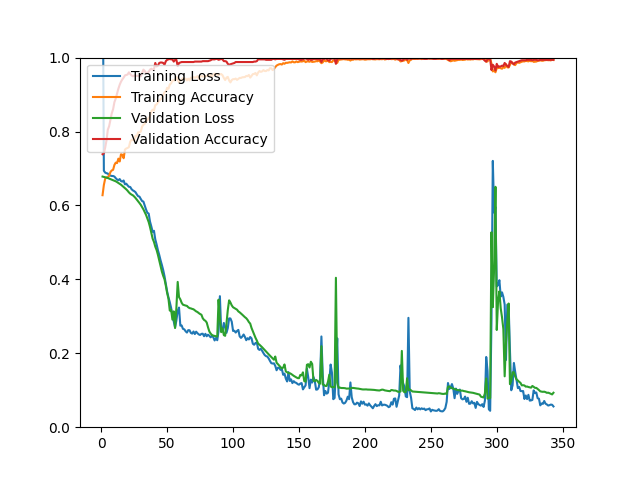 1.0
0.8
0.6
0.4
0.2
0.0
Training Loss
Training Accuracy
Validation Loss
Validation Accuracy
0 50 100 150 200 250 300 350